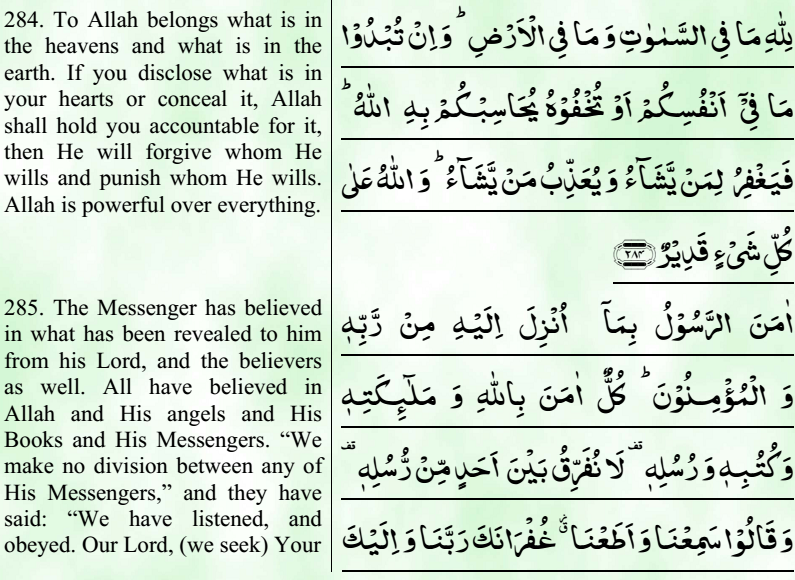 284. To Allah belongs what is in
the heavens and what is in the
earth. If you disclose what is in
your hearts or conceal it, Allah
shall hold you accountable for it,
then He will forgive whom He
wills and punish whom He wills.
Allah is powerful over everything.
285. The Messenger has believed
in what has been revealed to him
from his Lord, and the believers
as well. All have believed in
Allah and His angels and His
Books and His Messengers. “We
make no division between any of
His Messengers,” and they have
said: “We have listened, and
obeyed. Our Lord, (we seek) Your
لِلّٰهِ مَا فِى السَّمٰوٰتِ وَ مَا فِى الْاَرْضِ ؕ وَ اِنْ تُبْدُوْا
مَا فِىْٓ اَنْفُسِكُمْ اَوْ تُخْفُوْهُ يُحَاسِبْكُمْ بِهِ اللّٰهُ ؕ
فَيَغْفِرُ لِمَنْ يَّشَآءُ وَ يُعَذِّبُ مَنْ يَّشَآءُ ؕ وَ اللّٰهُ عَلٰى
كُلِّ شَىْءٍ قَدِيْرٌ ﴿۲۸۴﴾
اٰمَنَ الرَّسُوْلُ بِمَآ اُنْزِلَ اِلَيْهِ مِنْ رَّبِّهٖ
وَ الْمُؤْمِنُوْنَ ؕ كُلٌّ اٰمَنَ بِاللّٰهِ وَ مَلٰٓئِكَتِهٖ
وَ كُتُبِهٖ وَ رُسُلِهٖ ۟ لَا نُفَرِّقُ بَيْنَ اَحَدٍ مِّنْ رُّسُلِهٖ ۟
وَ قَالُوْا سَمِعْنَا وَ اَطَعْنَا ۫ غُفْرَانَكَ رَبَّنَا وَ اِلَيْكَ